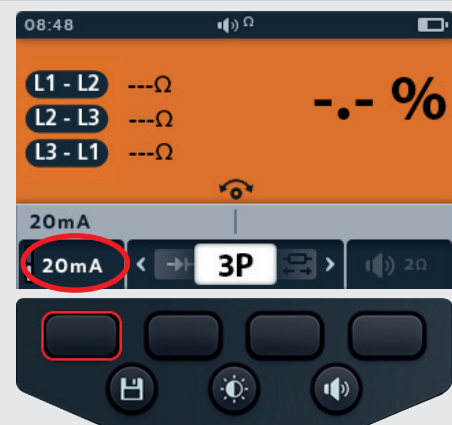 08:48 Ω
L1 - L2 ---Ω
-.- %
L2 - L3 ---Ω
L3 - L1 ---Ω
20mA
20mA < 3P > 2Ω